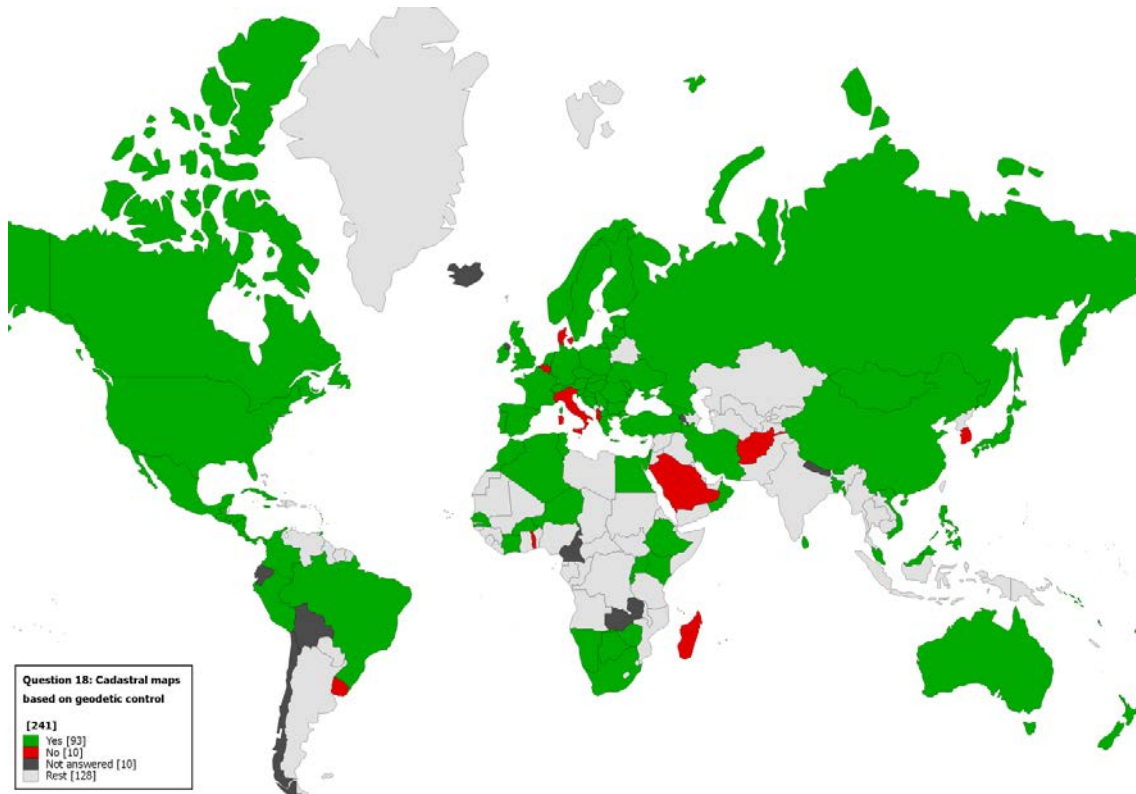 Question 18: Cadastral maps
based on geodetic control
[241]
Yes [93]
No [10]
Not answered [10]
Rest [128]